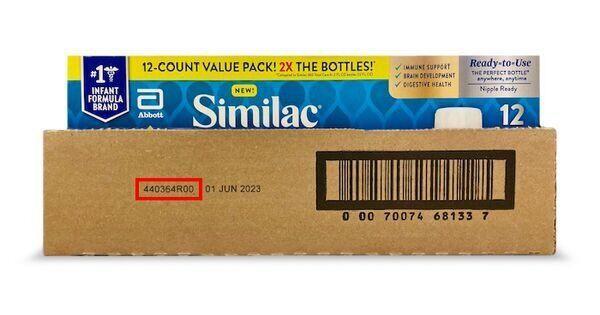 12-COUNT VALUE PACK! 2X THE BOTTLES!*
#1
INFANT
FORMULA
BRAND
Abbott
NEW!
Similac
✓ IMMUNE SUPPORT
✓ BRAIN DEVELOPMENT
✓ DIGESTIVE HEALTH
Ready-to-Use
THE PERFECT BOTTLE*
anywhere, anytime
Nipple Ready
12
440364R00 01 JUN 2023
0 00 70074 68133 7